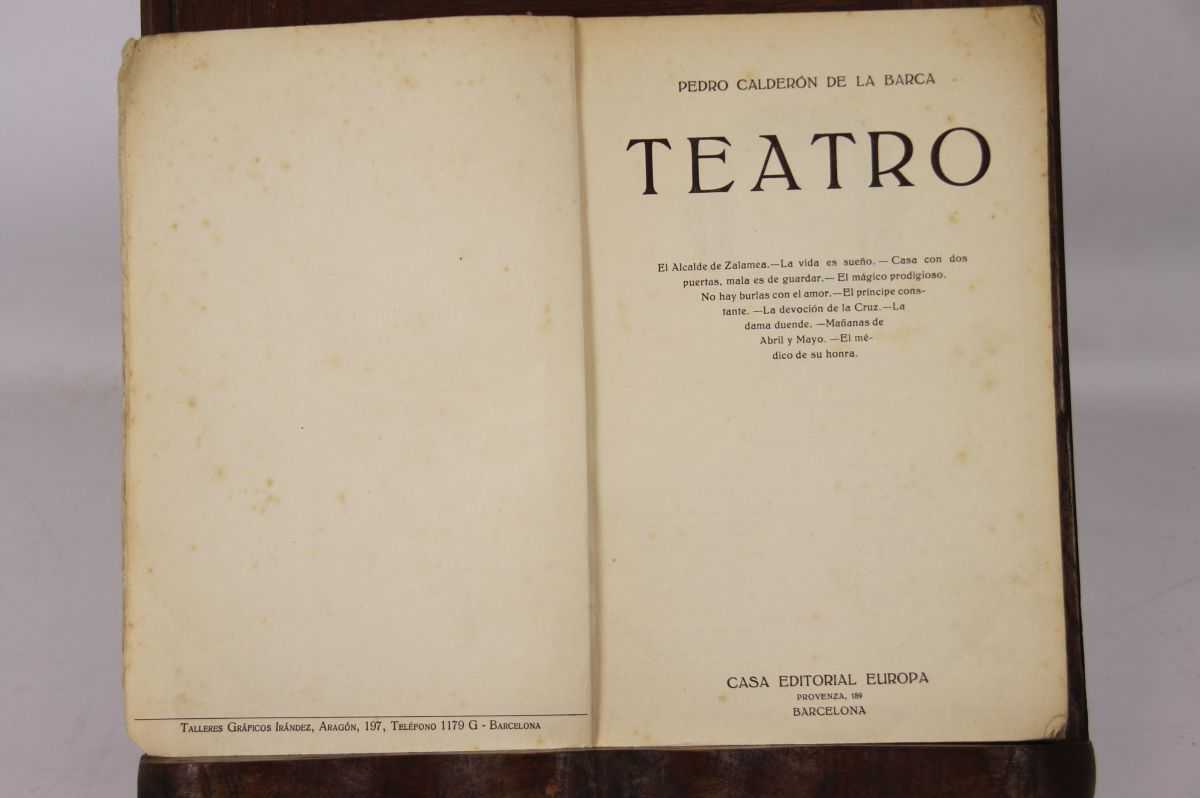 Talleres Gráficos Irández, Aragón, 197, Teléfono 1179 G - Barcelona
PEDRO CALDERÓN DE LA BARCA
TEATRO
El Alcalde de Zalamea.—La vida es sueño. — Casa con dos
puertas, mala es de guardar.— El mágico prodigioso.
No hay burlas con el amor.—El príncipe cons-
tante. —La devoción de la Cruz.—La
dama duende. —Mañanas de
Abril y Mayo. —El mé-
dico de su honra.
CASA EDITORIAL EUROPA
PROVENZA, 189
BARCELONA